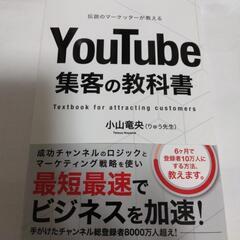 伝説のマーケッターが教える
YouTube
集客の教科書
Textbook for attracting customers
小山竜央
(りゅう先生)
Tatsuo Koyama
成功チャンネルのロジックと
マーケティング戦略を使い
6ヶ月で
登録者10万人に
する方法、
教えます。
最短最速で
ビジネスを加速!
手がけたチャンネル総登録者8000万人超え!